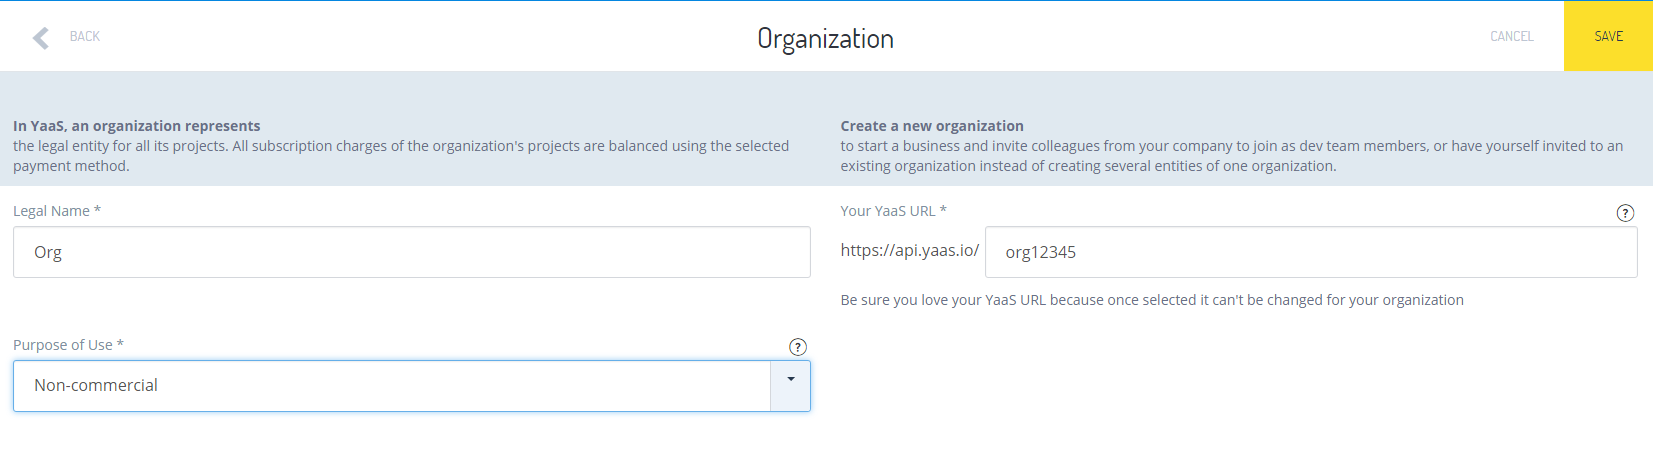 BACK
Organization
CANCEL
SAVE
In YaaS, an organization represents
the legal entity for all its projects. All subscription charges of the organization's projects are balanced using the selected
payment method.
Create a new organization
to start a business and invite colleagues from your company to join as dev team members, or have yourself invited to an
existing organization instead of creating several entities of one organization.
Legal Name *
Org
Your YaaS URL *
?
https://api.yaas.io/
org12345
Be sure you love your YaaS URL because once selected it can't be changed for your organization
Purpose of Use *
?
Non-commercial